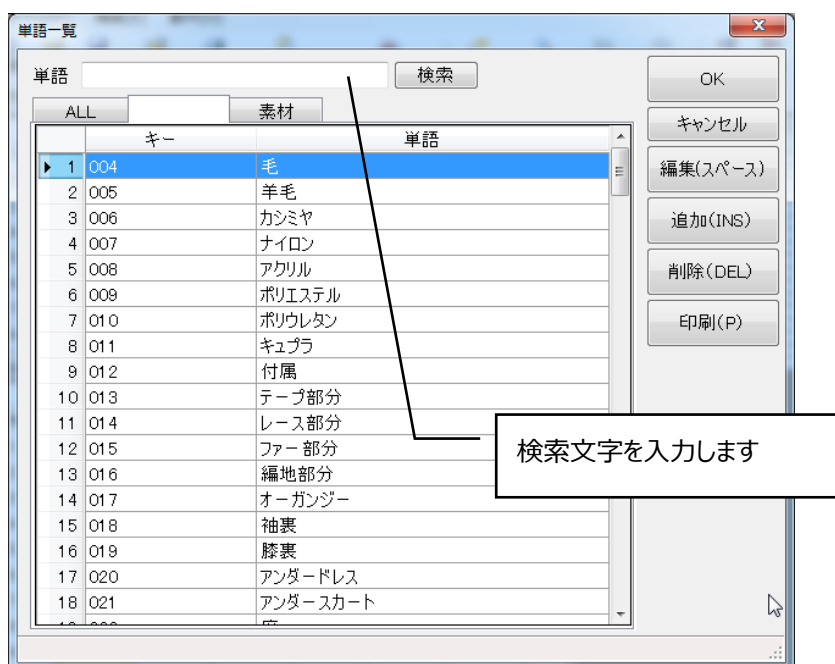 単語一覧
単語 検索
ALL 素材
キー 単語
1 004 毛
2 005 羊毛
3 006 カシミヤ
4 007 ナイロン
5 008 アクリル
6 009 ポリエステル
7 010 ポリウレタン
8 011 キュプラ
9 012 付属
10 013 テープ部分
11 014 レース部分
12 015 ファー部分
13 016 編地部分
14 017 オーガンジー
15 018 袖裏
16 019 膝裏
17 020 アンダードレス
18 021 アンダースカート
OK
キャンセル
編集(スペース)
追加(INS)
削除(DEL)
印刷(P)
検索文字を入力します